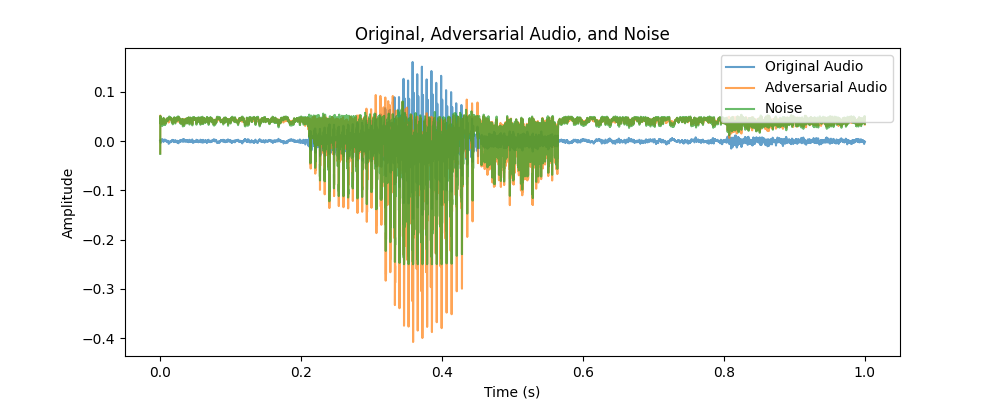 Original, Adversarial Audio, and Noise
Original Audio
Adversarial Audio
Noise
Amplitude
0.1
0.0
−0.1
−0.2
−0.3
−0.4
0.0 0.2 0.4 0.6 0.8 1.0
Time (s)